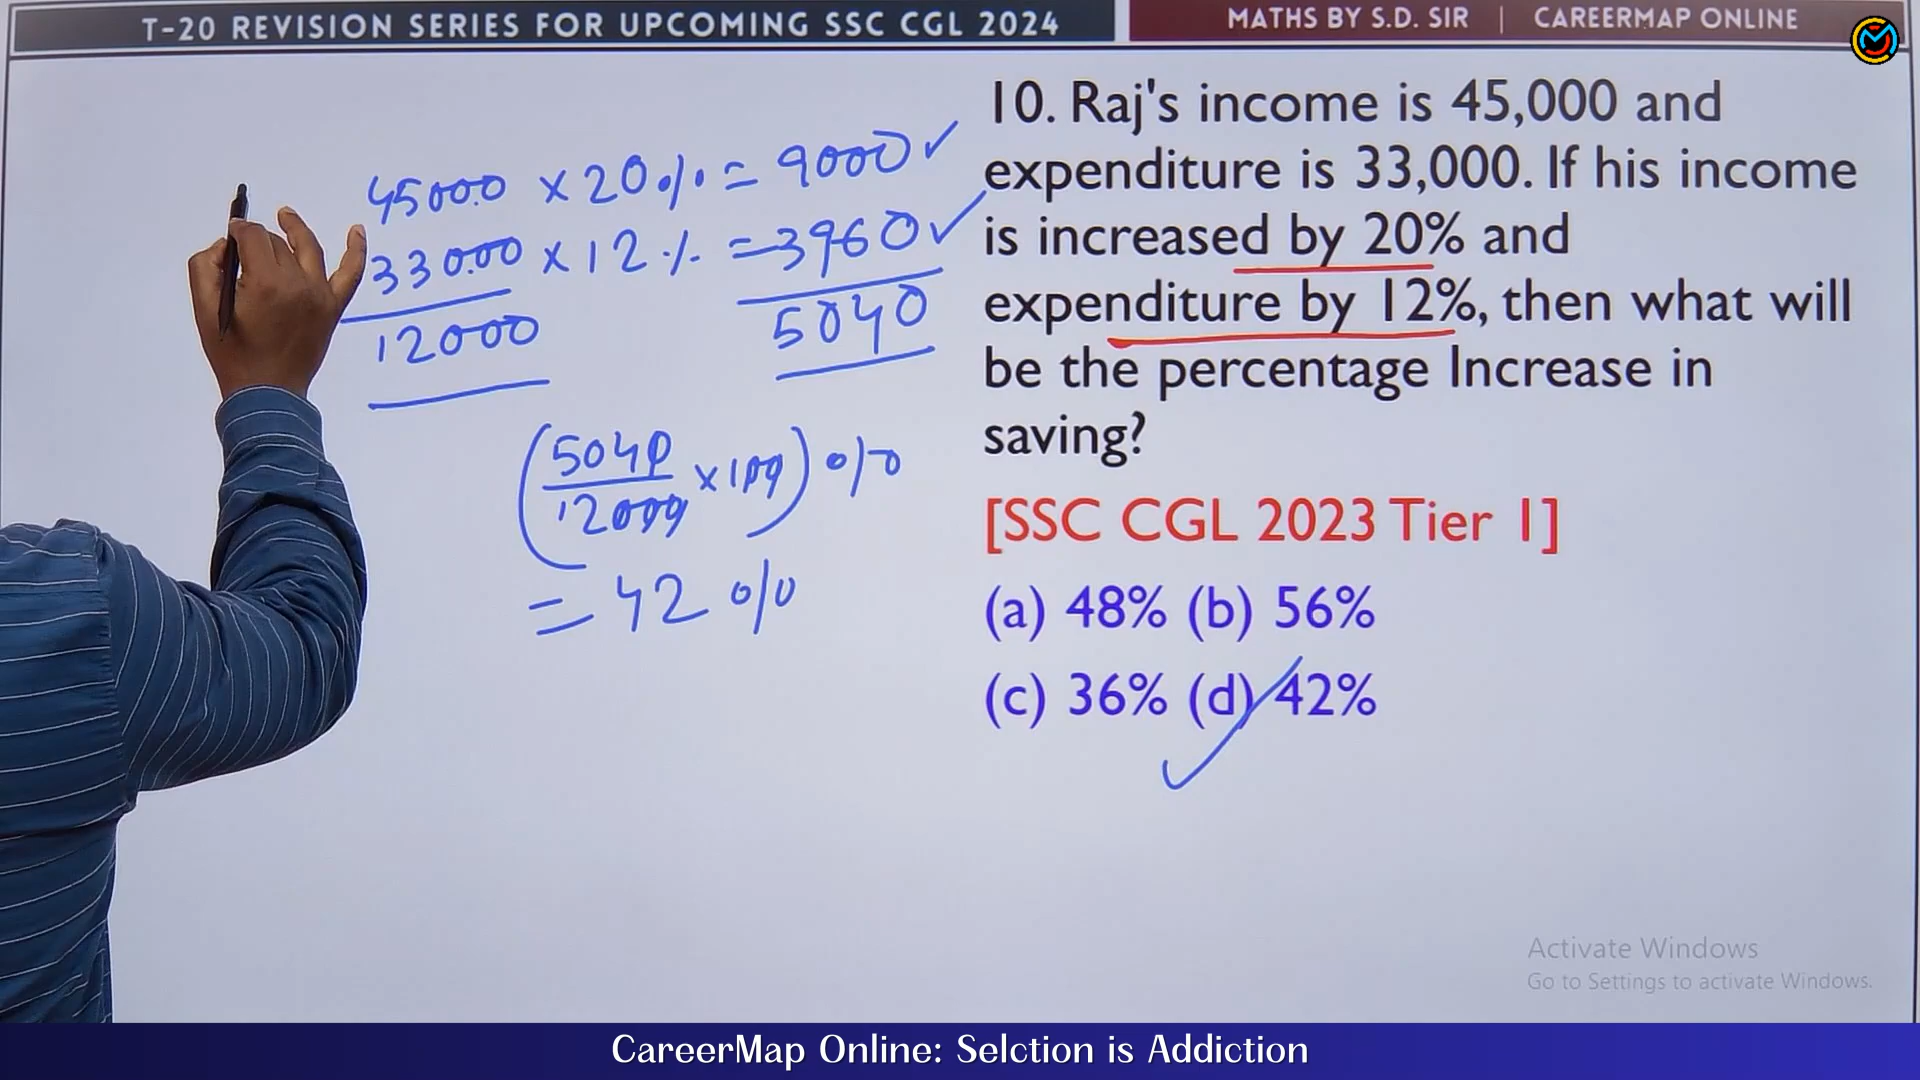 T-20 REVISION SERIES FOR UPCOMING SSC CGL 2024
MATHS BY S.D. SIR | CAREERMAP ONLINE
45000 × 20% = 9000 ✓
33000 × 12% = 3960 ✓
12000
5040
(5040/12000 × 100) %
= 42 %
10. Raj's income is 45,000 and
expenditure is 33,000. If his income
is increased by 20% and
expenditure by 12%, then what will
be the percentage Increase in
saving?
[SSC CGL 2023 Tier 1]
(a) 48% (b) 56%
(c) 36% (d) 42%
Activate Windows
Go to Settings to activate Windows.
CareerMap Online: Selction is Addiction